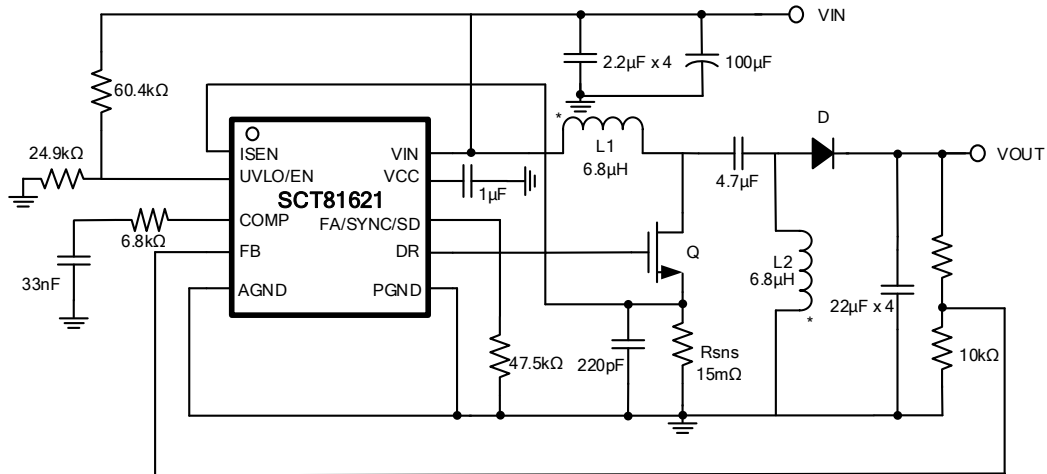 VIN
2.2µF x 4
100µF
60.4kΩ
*
L1
6.8µH
D
VOUT
4.7µF
24.9kΩ
ISEN
VIN
UVLO/EN
VCC
1µF
SCT81621
COMP
FA/SYNC/SD
6.8kΩ
FB
DR
Q
L2
6.8µH
*
33nF
AGND
PGND
22µF x 4
47.5kΩ
220pF
Rsns
15mΩ
10kΩ